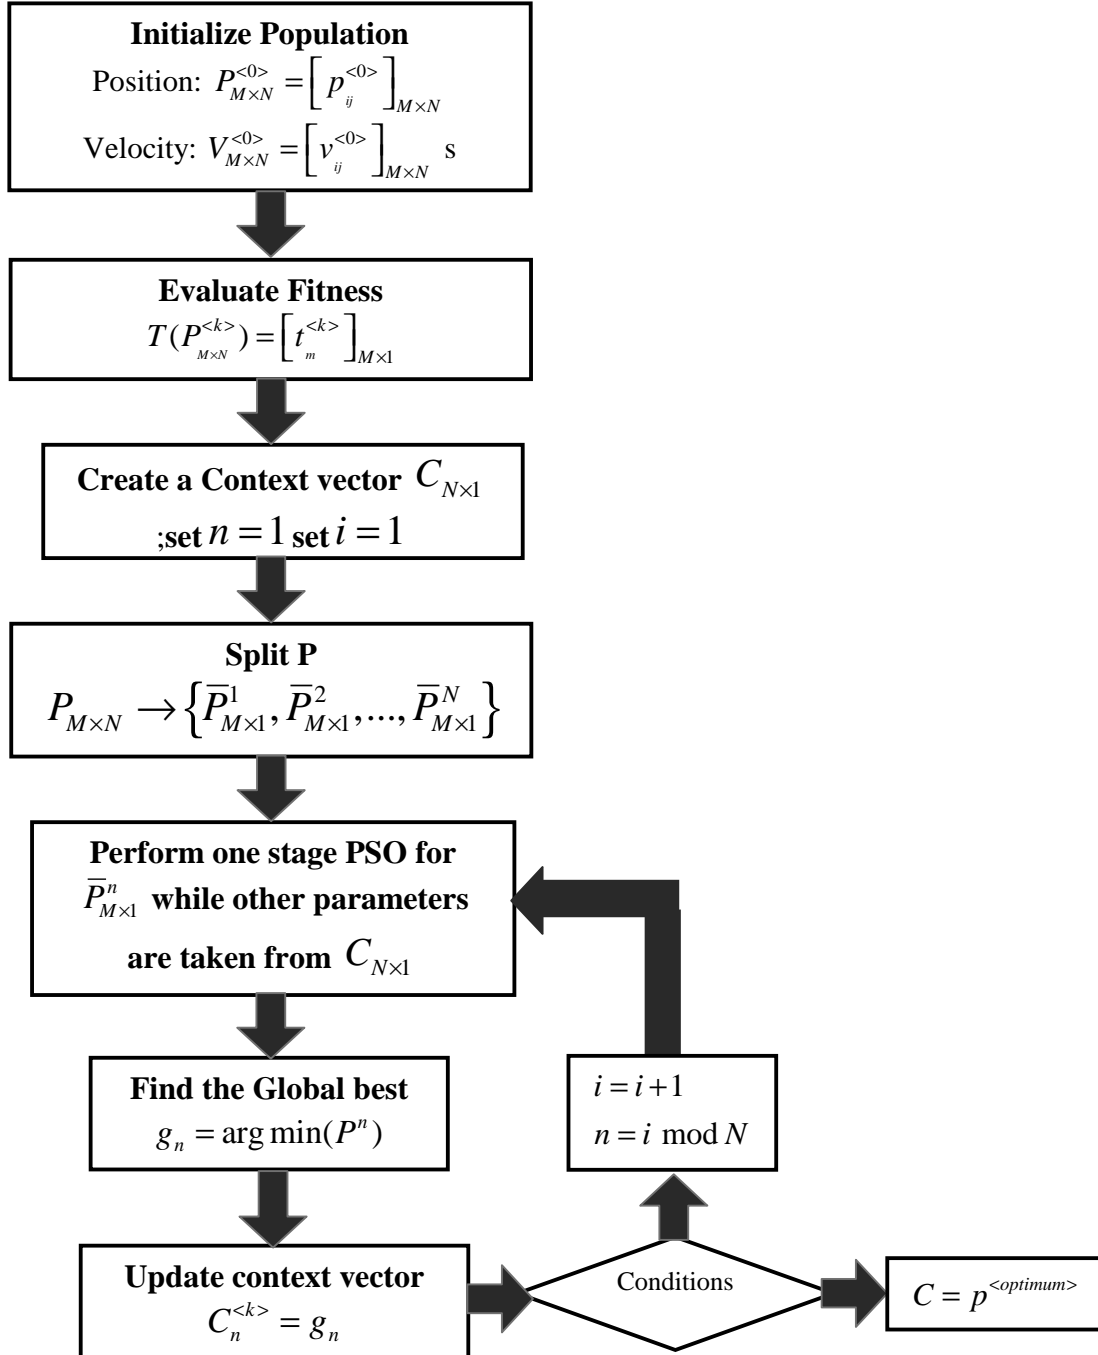 Initialize Population
Position: P_{M×N}^{<0>} = [p_{ij}^{<0>}]_{M×N}
Velocity: V_{M×N}^{<0>} = [v_{ij}^{<0>}]_{M×N} s
Evaluate Fitness
T(P_{M×N}^{<k>}) = [t_m^{<k>}]_{M×1}
Create a Context vector C_{N×1}
;set n = 1 set i = 1
Split P
P_{M×N} → {P̅_{M×1}^1, P̅_{M×1}^2, ..., P̅_{M×1}^N}
Perform one stage PSO for
P̅_{M×1}^n while other parameters
are taken from C_{N×1}
Find the Global best
g_n = arg min(P^n)
i = i + 1
n = i mod N
Update context vector
C_n^{<k>} = g_n
Conditions
C = p^{<optimum>}